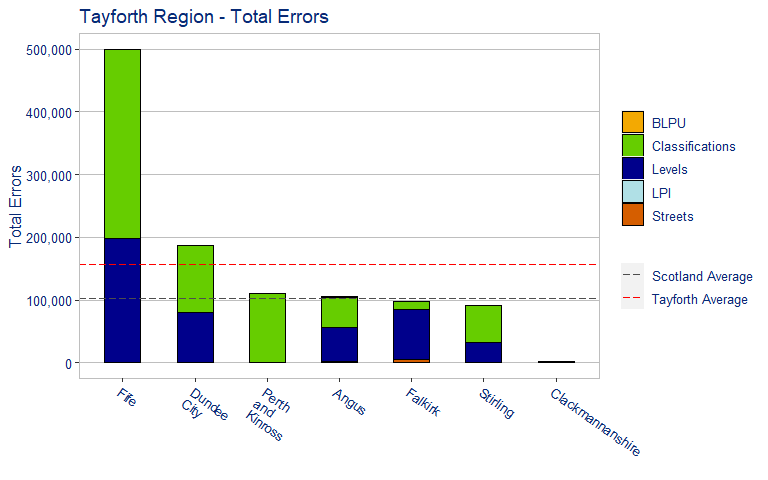 Tayforth Region - Total Errors
Total Errors
500,000
400,000
300,000
200,000
100,000
0
Fife
Dundee
City
Perth
and
Kinross
Angus
Falkirk
Stirling
Clackmannanshire
BLPU
Classifications
Levels
LPI
Streets
Scotland Average
Tayforth Average